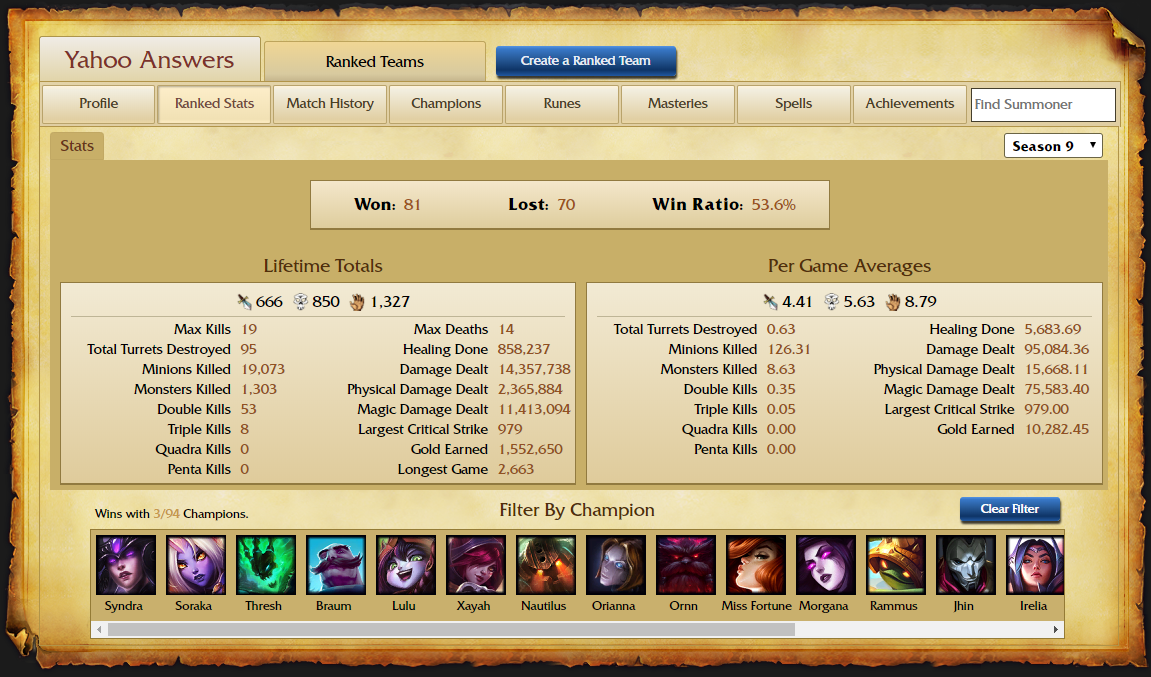 Yahoo Answers
Ranked Teams
Create a Ranked Team
Profile
Ranked Stats
Match History
Champions
Runes
Masteries
Spells
Achievements
Find Summoner
Stats
Season 9
Won: 81
Lost: 70
Win Ratio: 53.6%
Lifetime Totals
666 850 1,327
Max Kills 19
Total Turrets Destroyed 95
Minions Killed 19,073
Monsters Killed 1,303
Double Kills 53
Triple Kills 8
Quadra Kills 0
Penta Kills 0
Max Deaths 14
Healing Done 858,237
Damage Dealt 14,357,738
Physical Damage Dealt 2,365,884
Magic Damage Dealt 11,413,094
Largest Critical Strike 979
Gold Earned 1,552,650
Longest Game 2,663
Per Game Averages
4.41 5.63 8.79
Total Turrets Destroyed 0.63
Minions Killed 126.31
Monsters Killed 8.63
Double Kills 0.35
Triple Kills 0.05
Quadra Kills 0.00
Penta Kills 0.00
Healing Done 5,683.69
Damage Dealt 95,084.36
Physical Damage Dealt 15,668.11
Magic Damage Dealt 75,583.40
Largest Critical Strike 979.00
Gold Earned 10,282.45
Wins with 3/94 Champions.
Filter By Champion
Clear Filter
Syndra
Soraka
Thresh
Braum
Lulu
Xayah
Nautilus
Orianna
Ornn
Miss Fortune
Morgana
Rammus
Jhin
Irelia